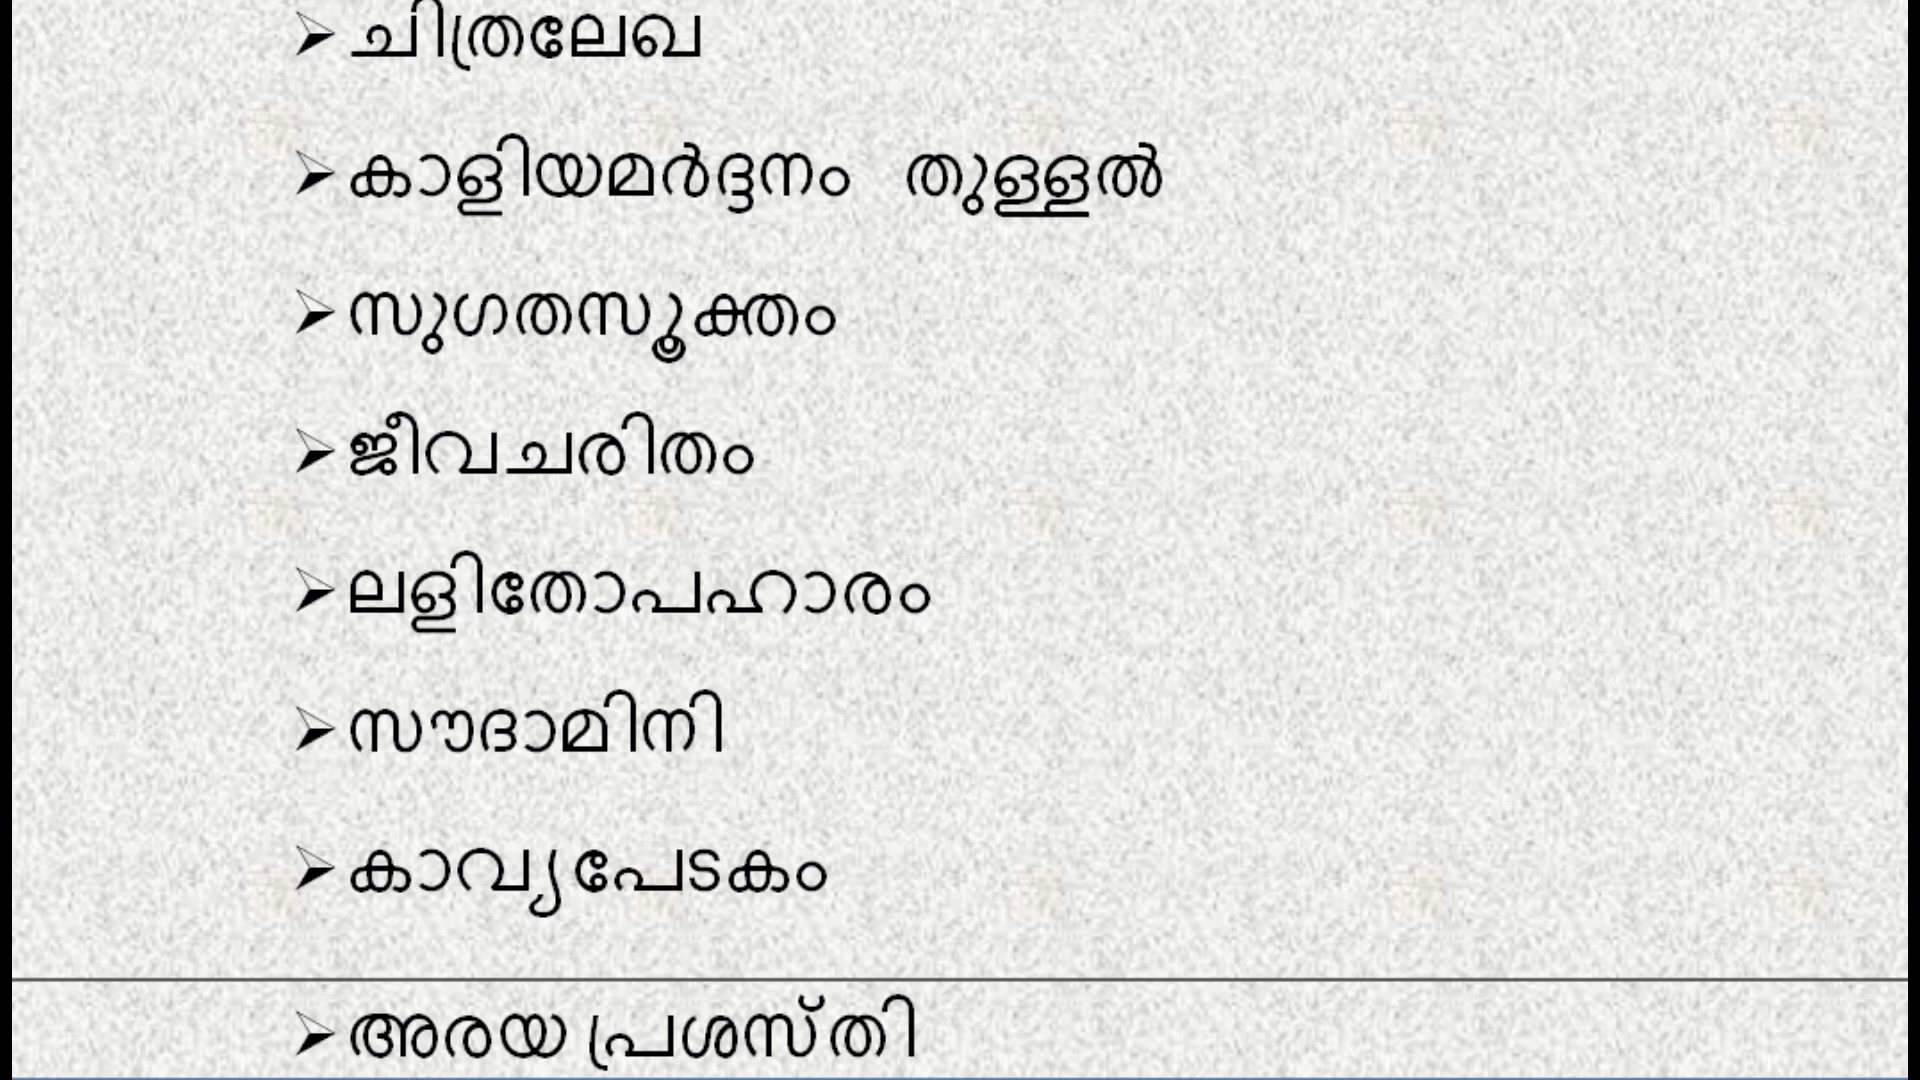 ➢ചിത്രലേഖ
➢കാളിയമർദ്ദനം തുള്ളൽ
➢സുഗതസൂക്തം
➢ജീവചരിതം
➢ലളിതോപഹാരം
➢സൗദാമിനി
➢കാവ്യപേടകം
➢അരയ പ്രശസ്തി